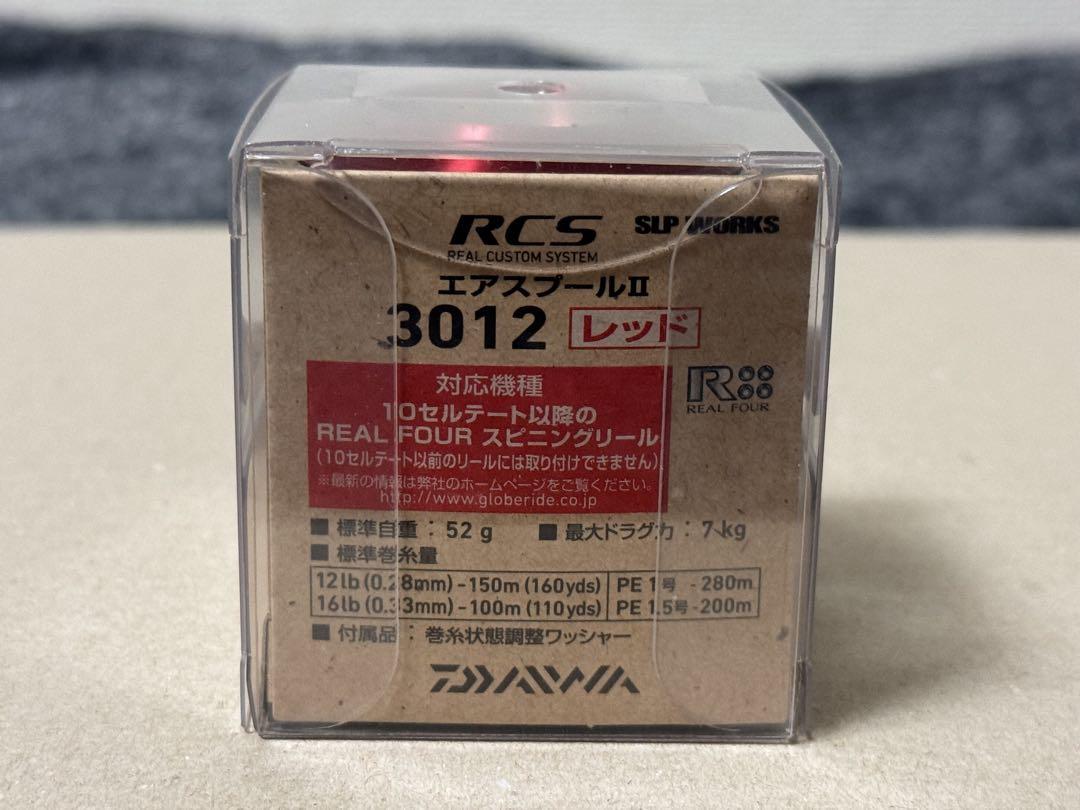 RCS SLP WORKS
REAL CUSTOM SYSTEM
エアスプールⅡ
3012 レッド
対応機種
10セルテート以降の
REAL FOUR スピニングリール
(10セルテート以前のリールには取り付けできません)
※最新の情報は弊社のホームページをご覧ください。
http://www.globeride.co.jp
R
REAL FOUR
■ 標準自重：52g ■ 最大ドラグ力：7kg
■ 標準巻糸量
12lb (0.28mm) - 150m (160yds) PE 1号 - 280m
16lb (0.33mm) - 100m (110yds) PE 1.5号 - 200m
■ 付属品：巻糸状態調整ワッシャー
DAIWA